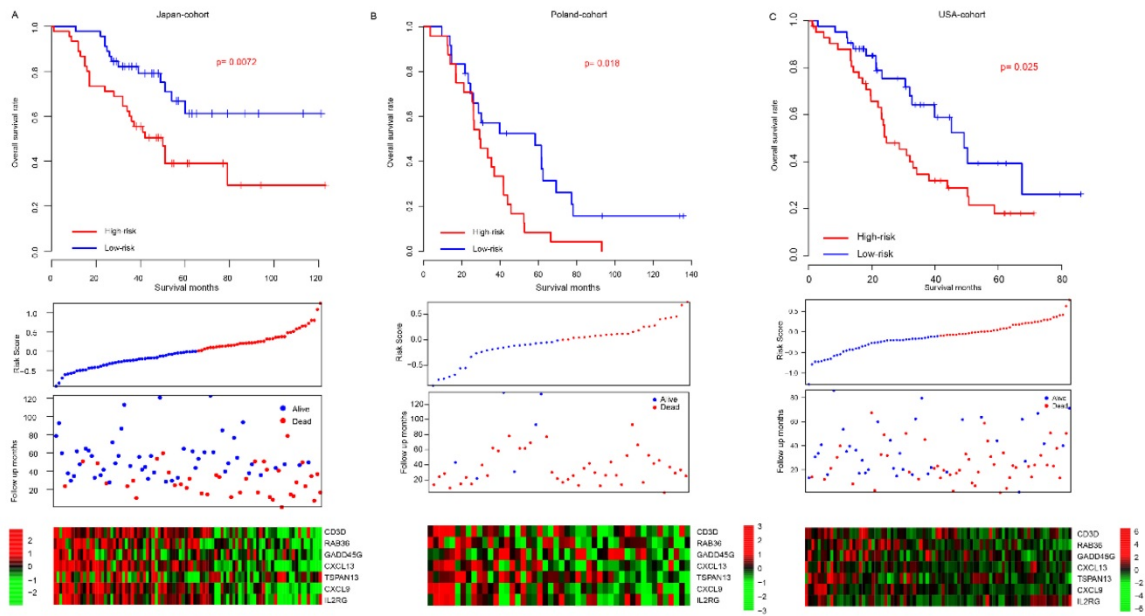 A
Japan-cohort
p= 0.0072
Overall survival rate
1.0
0.8
0.6
0.4
0.2
0.0
High-risk
Low-risk
0
20
40
60
80
100
120
Survival months
Risk Score
1.0
0.5
0.0
−0.5
Follow up months
120
100
80
60
40
20
Alive
Dead
2
1
0
−1
−2
CD3D
RAB36
GADD45G
CXCL13
TSPAN13
CXCL9
IL2RG
B
Poland-cohort
p= 0.018
Overall survival rate
1.0
0.8
0.6
0.4
0.2
0.0
High-risk
Low-risk
0
20
40
60
80
100
120
140
Survival months
Risk Score
0.5
0.0
−0.5
Follow up months
120
100
80
60
40
20
Alive
Dead
CD3D
RAB36
GADD45G
CXCL13
TSPAN13
CXCL9
IL2RG
3
2
1
0
−1
−2
−3
C
USA-cohort
p= 0.025
Overall survival rate
1.0
0.8
0.6
0.4
0.2
0.0
High-risk
Low-risk
0
20
40
60
80
Survival months
Risk Score
0.5
0.0
−0.5
−1.0
Follow up months
80
60
40
20
Alive
Dead
CD3D
RAB36
GADD45G
CXCL13
TSPAN13
CXCL9
IL2RG
6
4
2
0
−2
−4